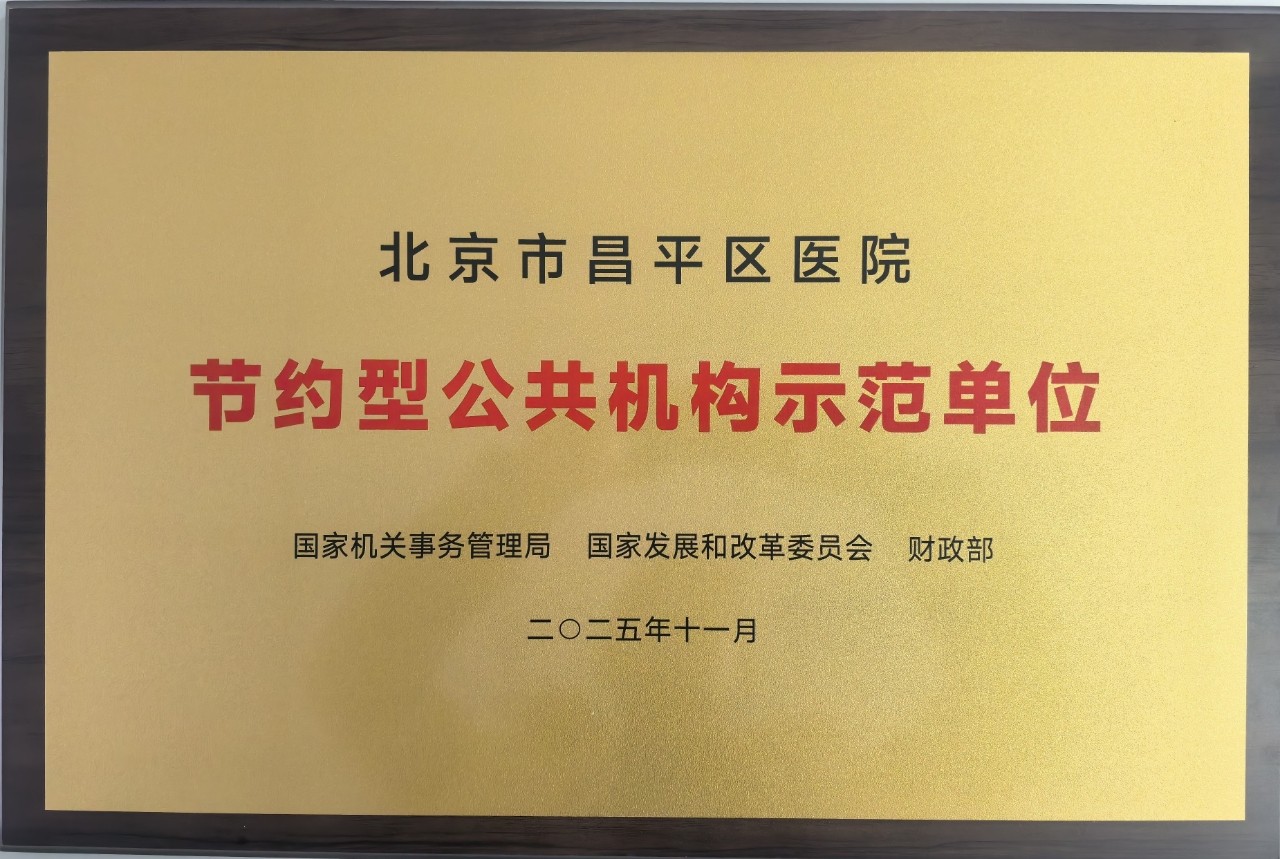 北京市昌平区医院
节约型公共机构示范单位
国家机关事务管理局 国家发展和改革委员会 财政部
二〇二五年十一月